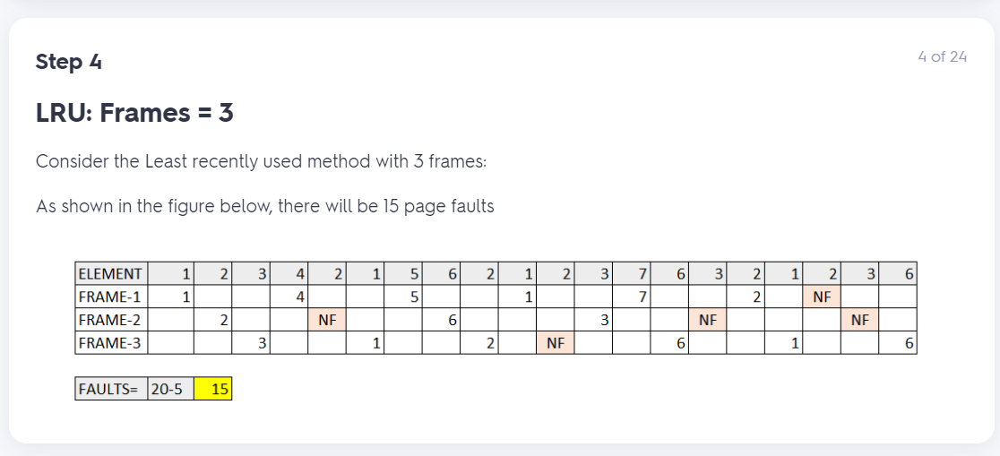 Step 4
4 of 24
LRU: Frames = 3
Consider the Least recently used method with 3 frames:
As shown in the figure below, there will be 15 page faults
ELEMENT 1 2 3 4 2 1 5 6 2 1 2 3 7 6 3 2 1 2 3 6
FRAME-1 1 4 5 1 7 2 NF
FRAME-2 2 NF 6 3 NF NF
FRAME-3 3 1 2 NF 6 1 6
FAULTS= 20-5 15